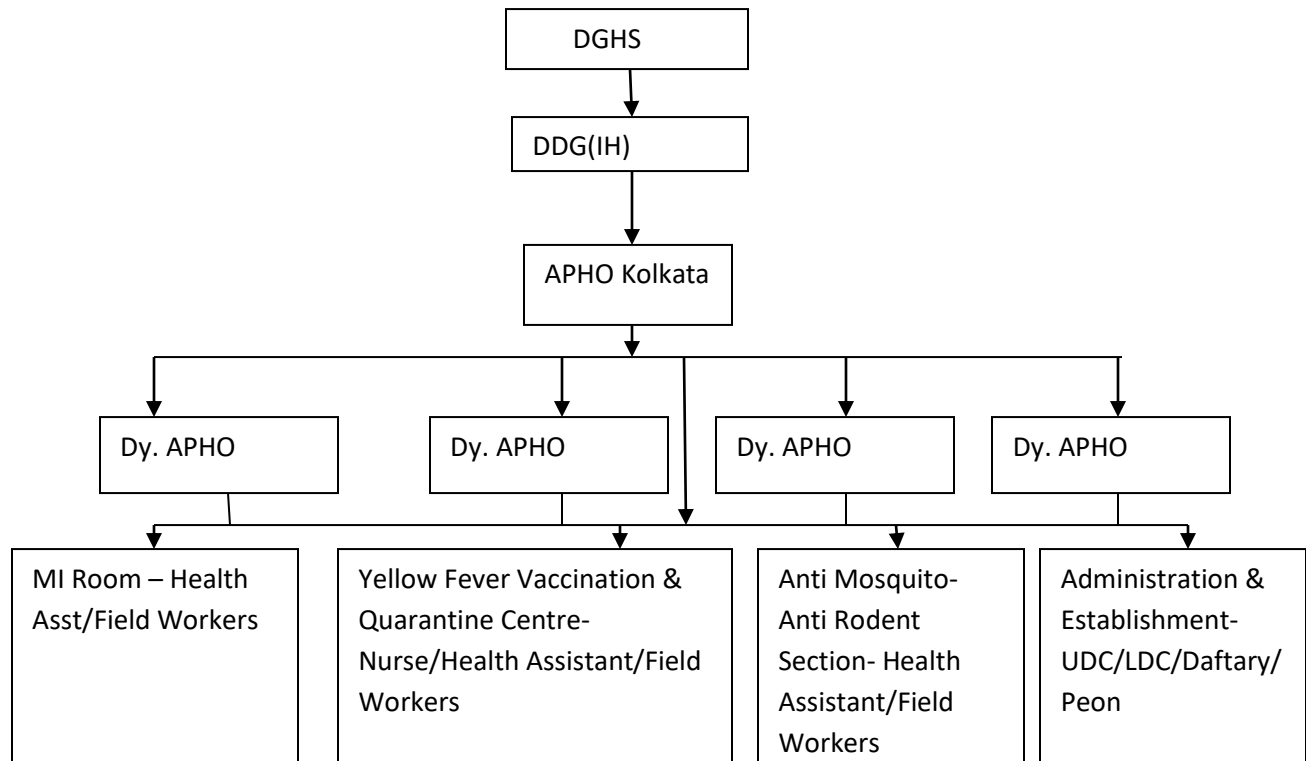 DGHS
DDG(IH)
APHO Kolkata
Dy. APHO
Dy. APHO
Dy. APHO
Dy. APHO
MI Room – Health
Asst/Field Workers
Yellow Fever Vaccination &
Quarantine Centre-
Nurse/Health Assistant/Field
Workers
Anti Mosquito-
Anti Rodent
Section- Health
Assistant/Field
Workers
Administration &
Establishment-
UDC/LDC/Daftary/
Peon